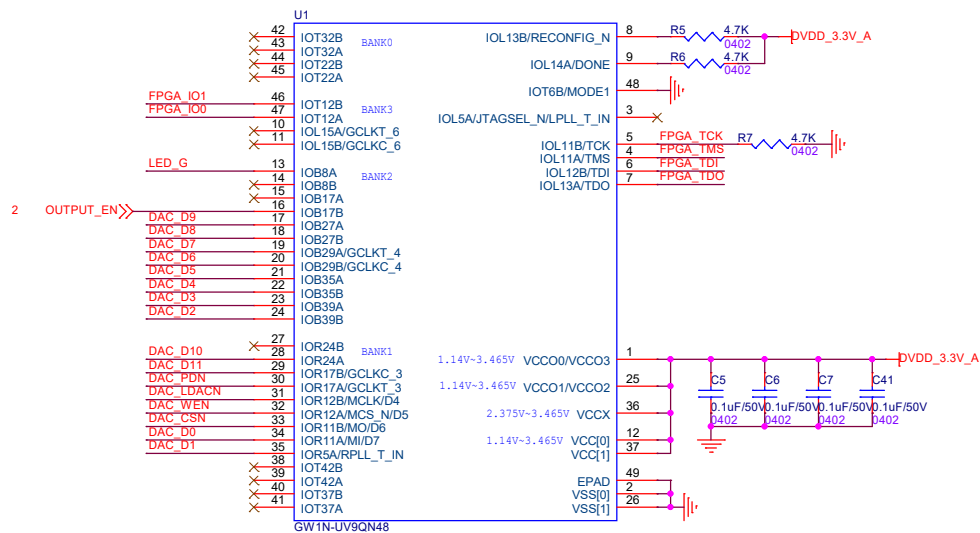 U1
42 IOT32B BANK0
43 IOT32A
44 IOT22B
45 IOT22A
FPGA_IO1 46 IOT12B BANK3
FPGA_IO0 47 IOT12A
10 IOL15A/GCLKT_6
11 IOL15B/GCLKC_6
LED_G 13 IOB8A BANK2
14 IOB8B
15 IOB17A
2 OUTPUT_EN 16 IOB17B
DAC_D9 17 IOB27A
DAC_D8 18 IOB27B
DAC_D7 19 IOB29A/GCLKT_4
DAC_D6 20 IOB29B/GCLKC_4
DAC_D5 21 IOB35A
DAC_D4 22 IOB35B
DAC_D3 23 IOB39A
DAC_D2 24 IOB39B
27 IOR24B BANK1
DAC_D10 28 IOR24A
DAC_D11 29 IOR17B/GCLKC_3
DAC_PDN 30 IOR17A/GCLKT_3
DAC_LDACN 31 IOR12B/MCLK/D4
DAC_WEN 32 IOR12A/MCS_N/D5
DAC_CSN 33 IOR11B/MO/D6
DAC_D0 34 IOR11A/MI/D7
DAC_D1 35 IOR5A/RPLL_T_IN
38 IOT42B
39 IOT42A
40 IOT37B
41 IOT37A
GW1N-UV9QN48
IOL13B/RECONFIG_N 8 R5 4.7K DVDD_3.3V_A
0402
IOL14A/DONE 9 R6 4.7K
0402
IOT6B/MODE1 48
IOL5A/JTAGSEL_N/LPLL_T_IN 3
IOL11B/TCK 5 FPGA_TCK R7 4.7K
0402
IOL11A/TMS 4 FPGA_TMS
IOL12B/TDI 6 FPGA_TDI
IOL13A/TDO 7 FPGA_TDO
1.14V~3.465V VCCO0/VCCO3 1 DVDD_3.3V_A
1.14V~3.465V VCCO1/VCCO2 25
2.375V~3.465V VCCX 36
1.14V~3.465V VCC[0] 12
VCC[1] 37
C5 C6 C7 C41
0.1uF/50V 0.1uF/50V 0.1uF/50V 0.1uF/50V
0402 0402 0402 0402
EPAD 49
VSS[0] 2
VSS[1] 26